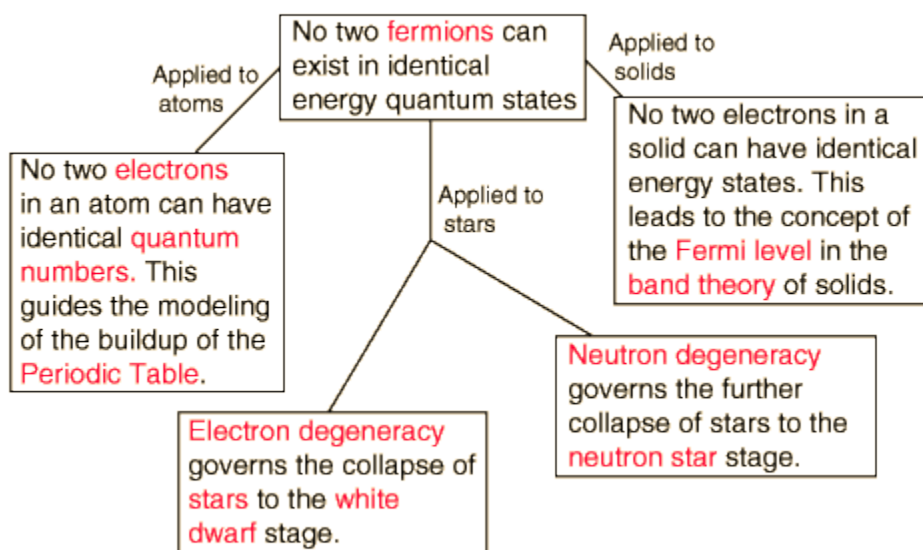 No two fermions can
exist in identical
energy quantum states
Applied to
atoms
Applied to
solids
No two electrons
in an atom can have
identical quantum
numbers. This
guides the modeling
of the buildup of the
Periodic Table.
Applied to
stars
No two electrons in a
solid can have identical
energy states. This
leads to the concept of
the Fermi level in the
band theory of solids.
Electron degeneracy
governs the collapse of
stars to the white
dwarf stage.
Neutron degeneracy
governs the further
collapse of stars to the
neutron star stage.